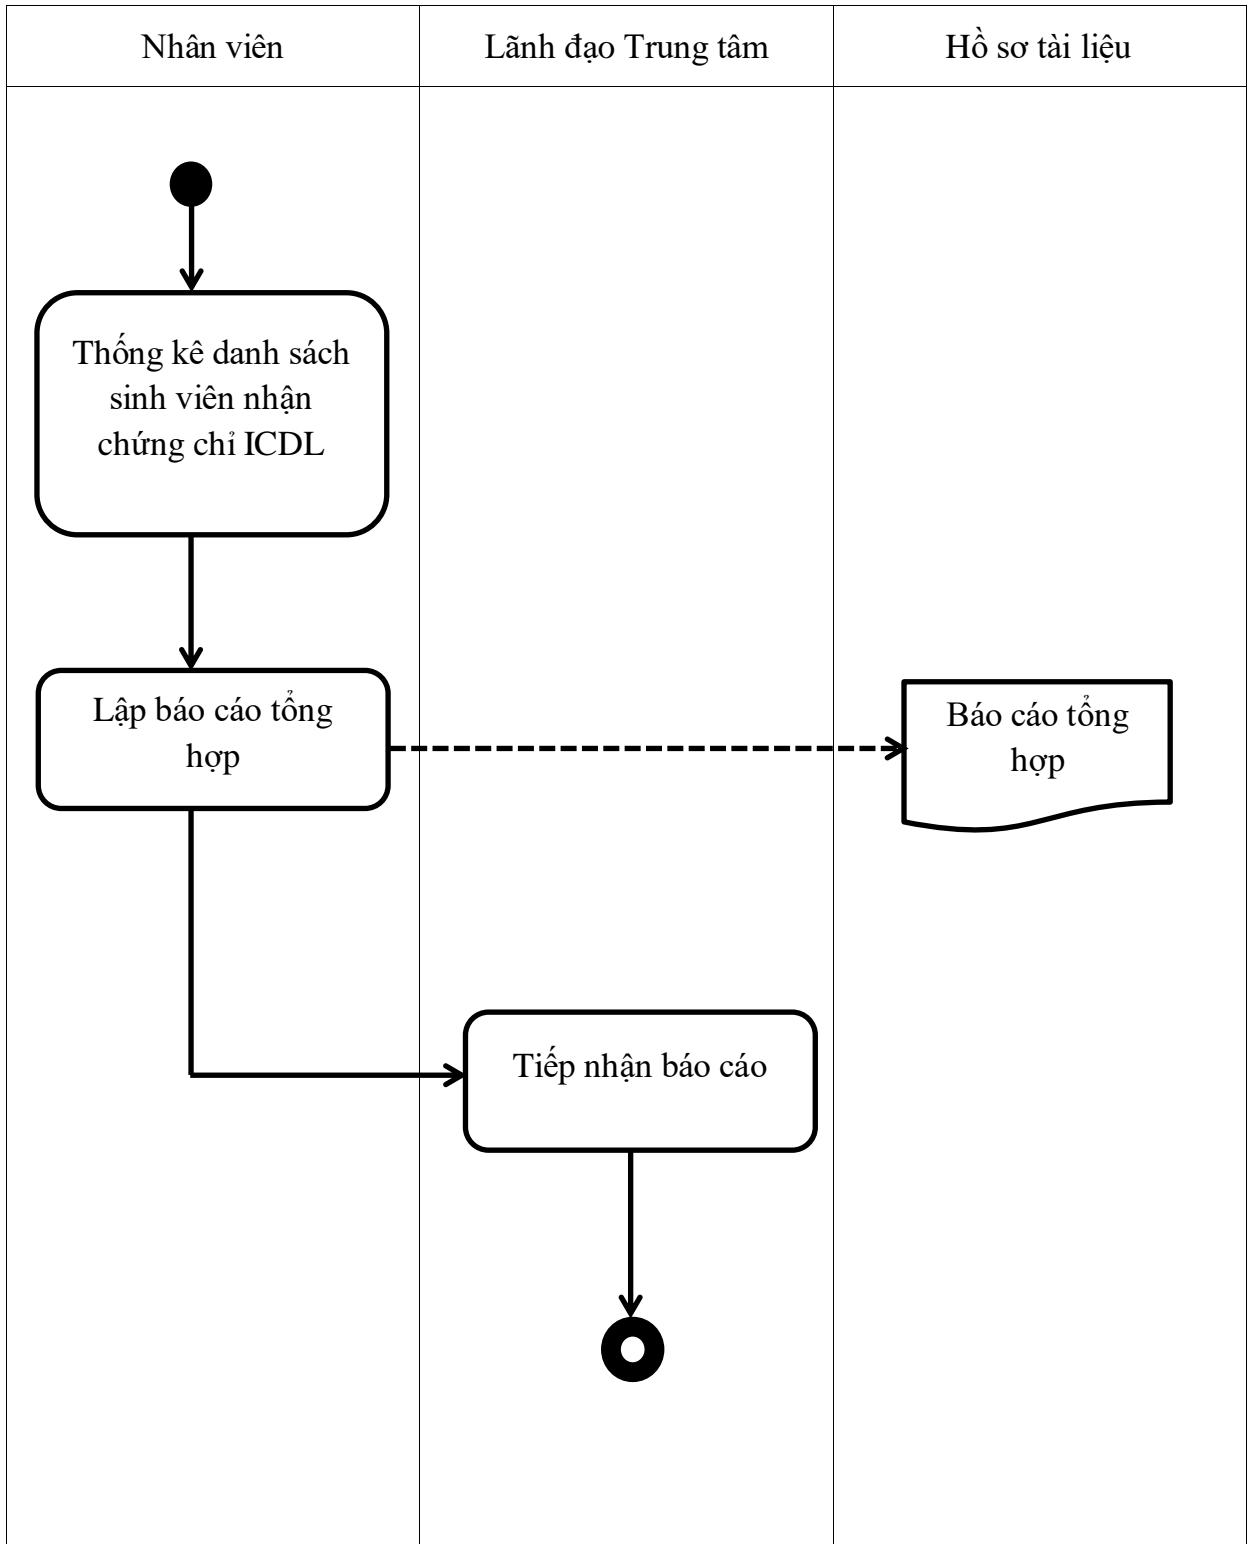 Nhân viên
Lãnh đạo Trung tâm
Hồ sơ tài liệu
Thống kê danh sách
sinh viên nhận
chứng chỉ ICDL
Lập báo cáo tổng
hợp
Báo cáo tổng
hợp
Tiếp nhận báo cáo